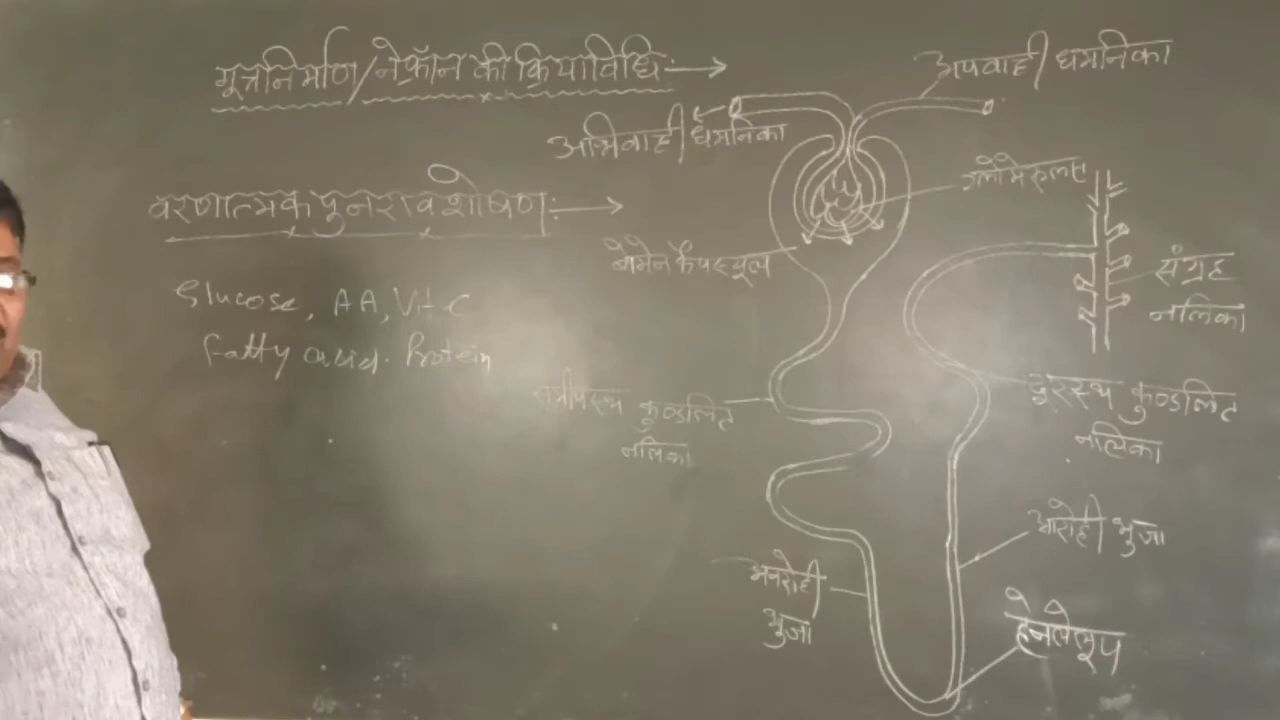 मूत्रनिर्माण/नेफ्रॉन की क्रियाविधि:→
वरणात्मक पुनरावशोषण:→
Glucose, AA, Vit-C
Fatty acid. Protein
अपवाही धमनिका
अभिवाही धमनिका
ग्लोमेरुलस
बोमेन कैपस्यूल
संग्रह
नलिका
समीपस्थ कुण्डलित
नलिका
दूरस्थ कुण्डलित
नलिका
आरोही भुजा
अवरोही
भुजा
हेनलेलूप